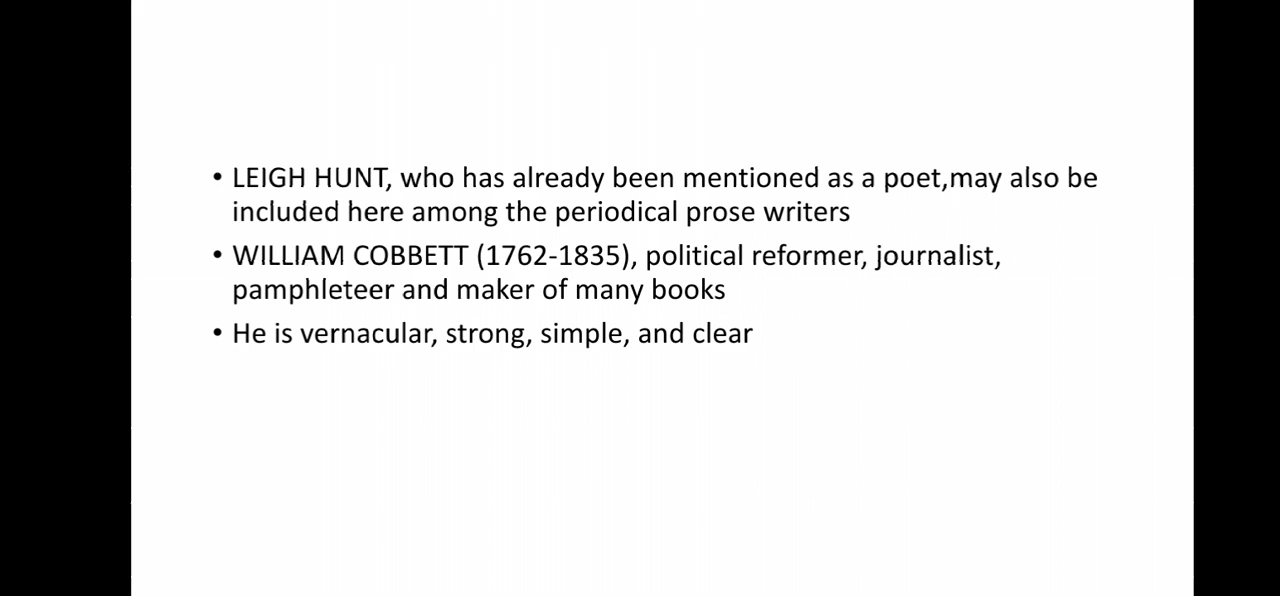 • LEIGH HUNT, who has already been mentioned as a poet,may also be
included here among the periodical prose writers
• WILLIAM COBBETT (1762-1835), political reformer, journalist,
pamphleteer and maker of many books
• He is vernacular, strong, simple, and clear